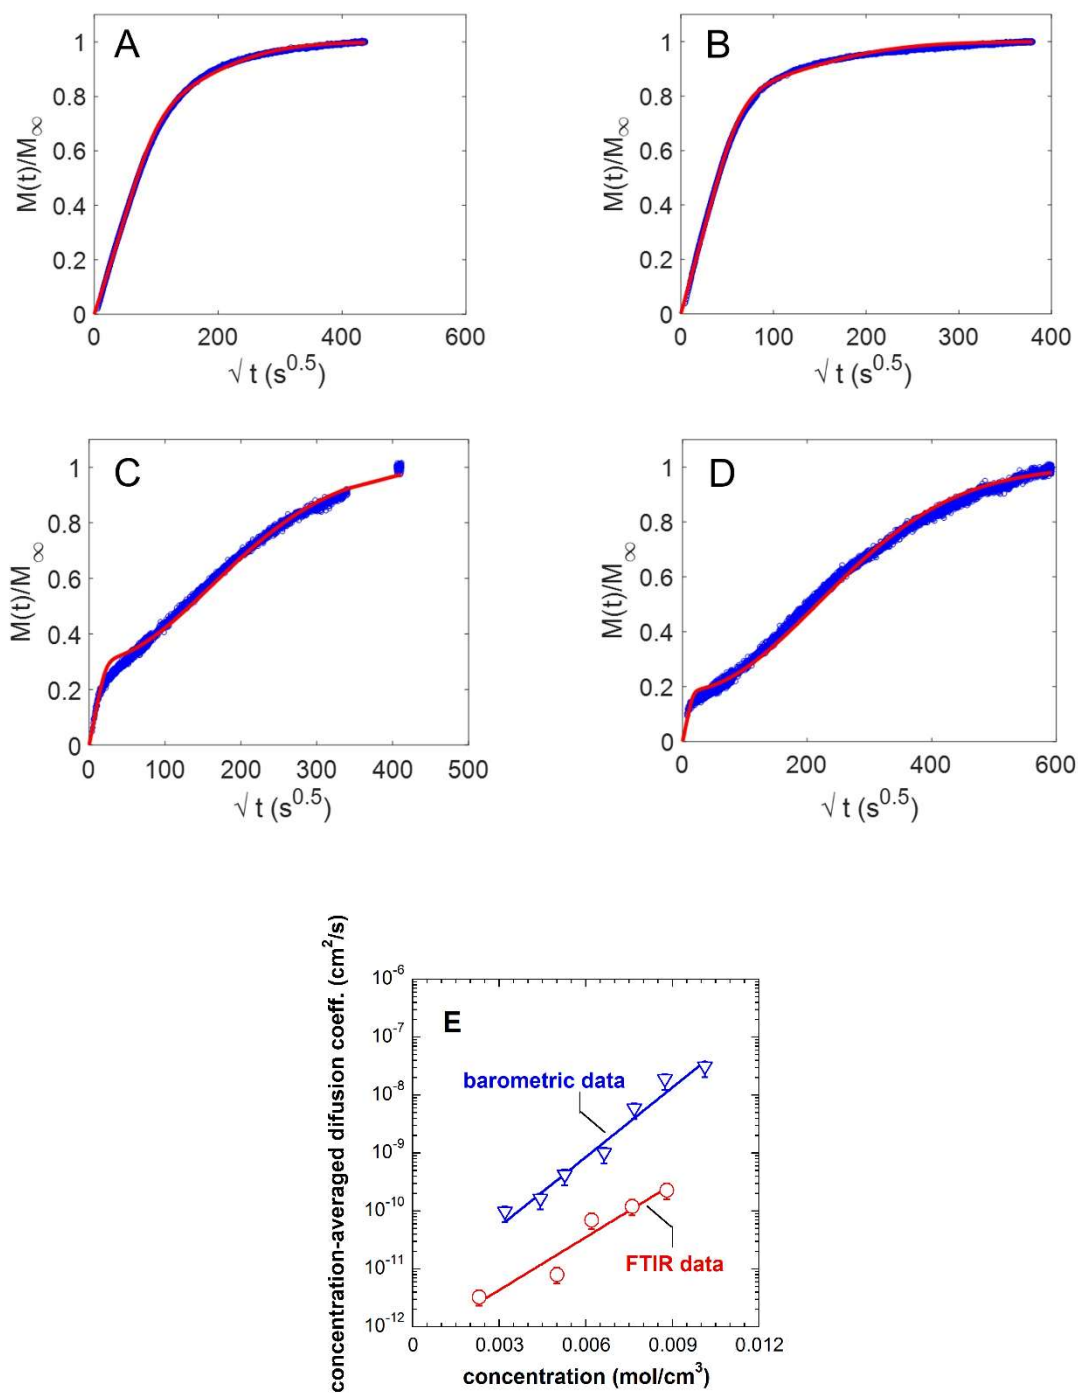 A
1
0.8
0.6
0.4
0.2
0
M(t)/M∞
0 200 400 600
√ t (s^0.5)
B
1
0.8
0.6
0.4
0.2
0
M(t)/M∞
0 100 200 300 400
√ t (s^0.5)
C
1
0.8
0.6
0.4
0.2
0
M(t)/M∞
0 100 200 300 400 500
√ t (s^0.5)
D
1
0.8
0.6
0.4
0.2
0
M(t)/M∞
0 200 400 600
√ t (s^0.5)
concentration-averaged difusion coeff. (cm²/s)
10⁻⁶
10⁻⁷
10⁻⁸
10⁻⁹
10⁻¹⁰
10⁻¹¹
10⁻¹²
E
barometric data
FTIR data
0 0.003 0.006 0.009 0.012
concentration (mol/cm³)